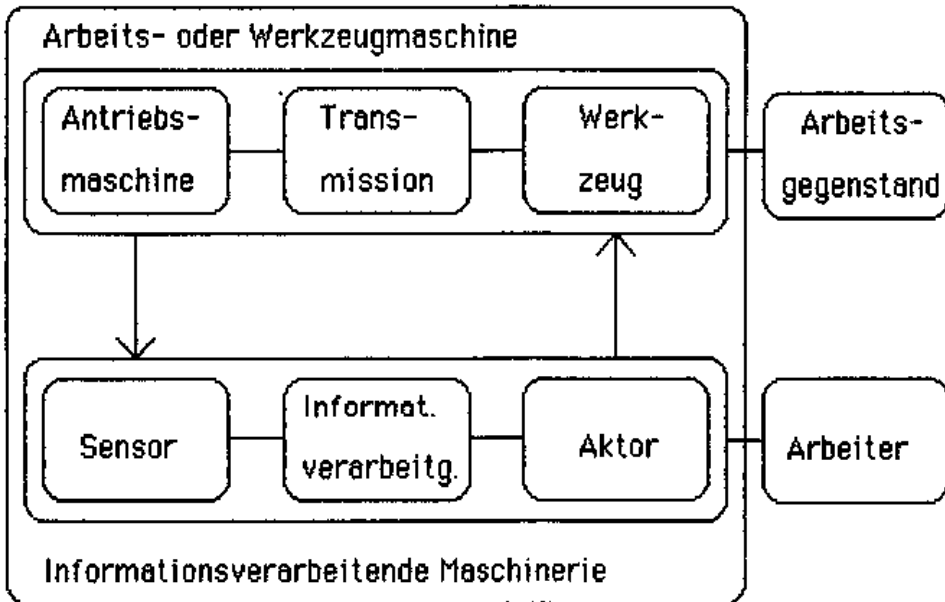 Arbeits- oder Werkzeugmaschine
Antriebs-
maschine
Trans-
mission
Werk-
zeug
Arbeits-
gegenstand
Sensor
Informat.
verarbeitg.
Aktor
Arbeiter
Informationsverarbeitende Maschinerie